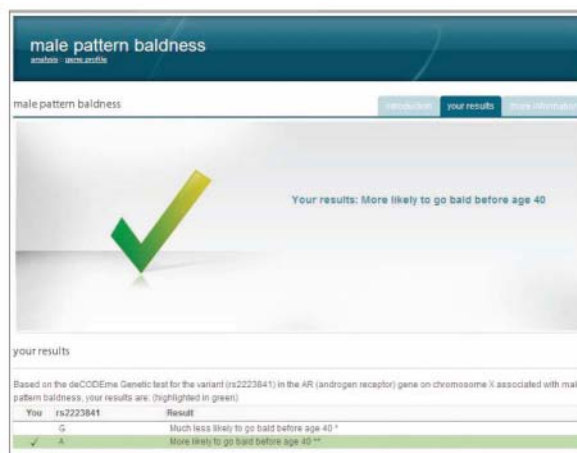 male pattern baldness
analysis gene profile
male pattern baldness
introduction your results more information
Your results: More likely to go bald before age 40
your results
Based on the deCODEme Genetic test for the variant (rs2223841) in the AR (androgen receptor) gene on chromosome X associated with mal
pattern baldness, your results are: (highlighted in green)
You rs2223841 Result
G Much less likely to go bald before age 40 *
✓ A More likely to go bald before age 40 **